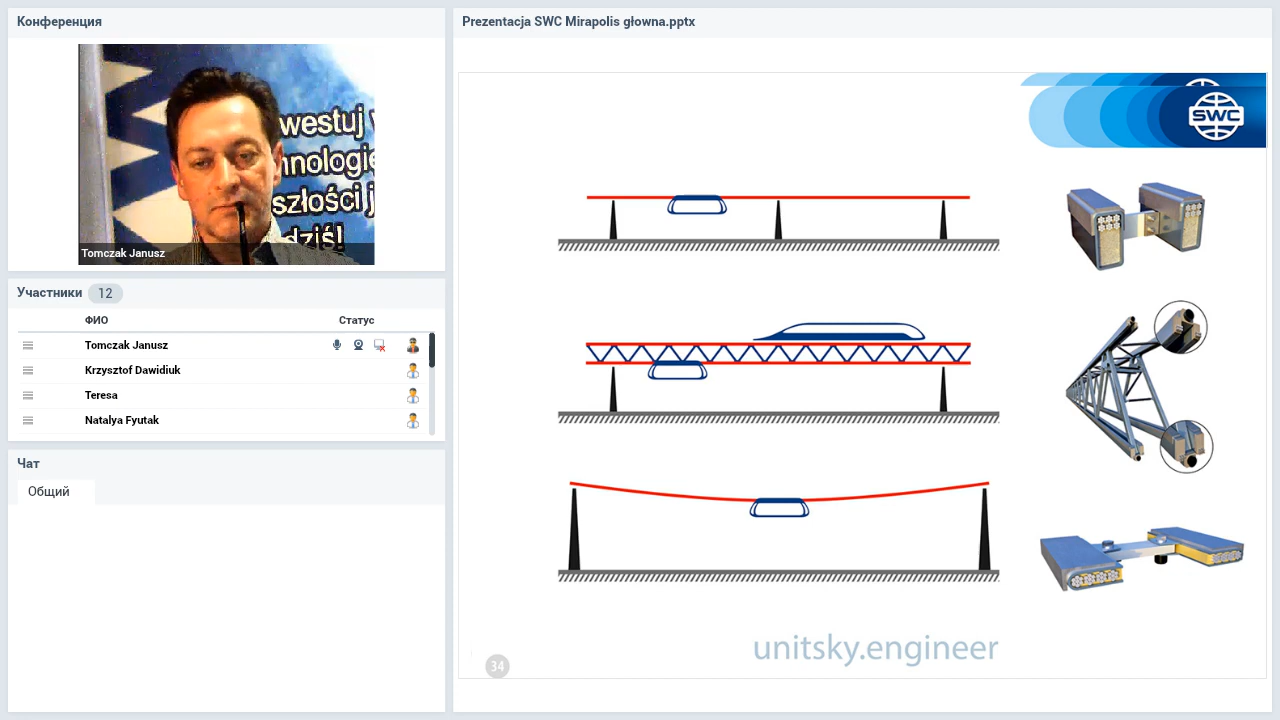 Конференция
westuj
nologie
szłości j
dziś!
Tomczak Janusz
Участники 12
ФИО Статус
Tomczak Janusz
Krzysztof Dawidiuk
Teresa
Natalya Fyutak
Чат
Общий
Prezentacja SWC Mirapolis głowna.pptx
SWC
unitsky.engineer
34